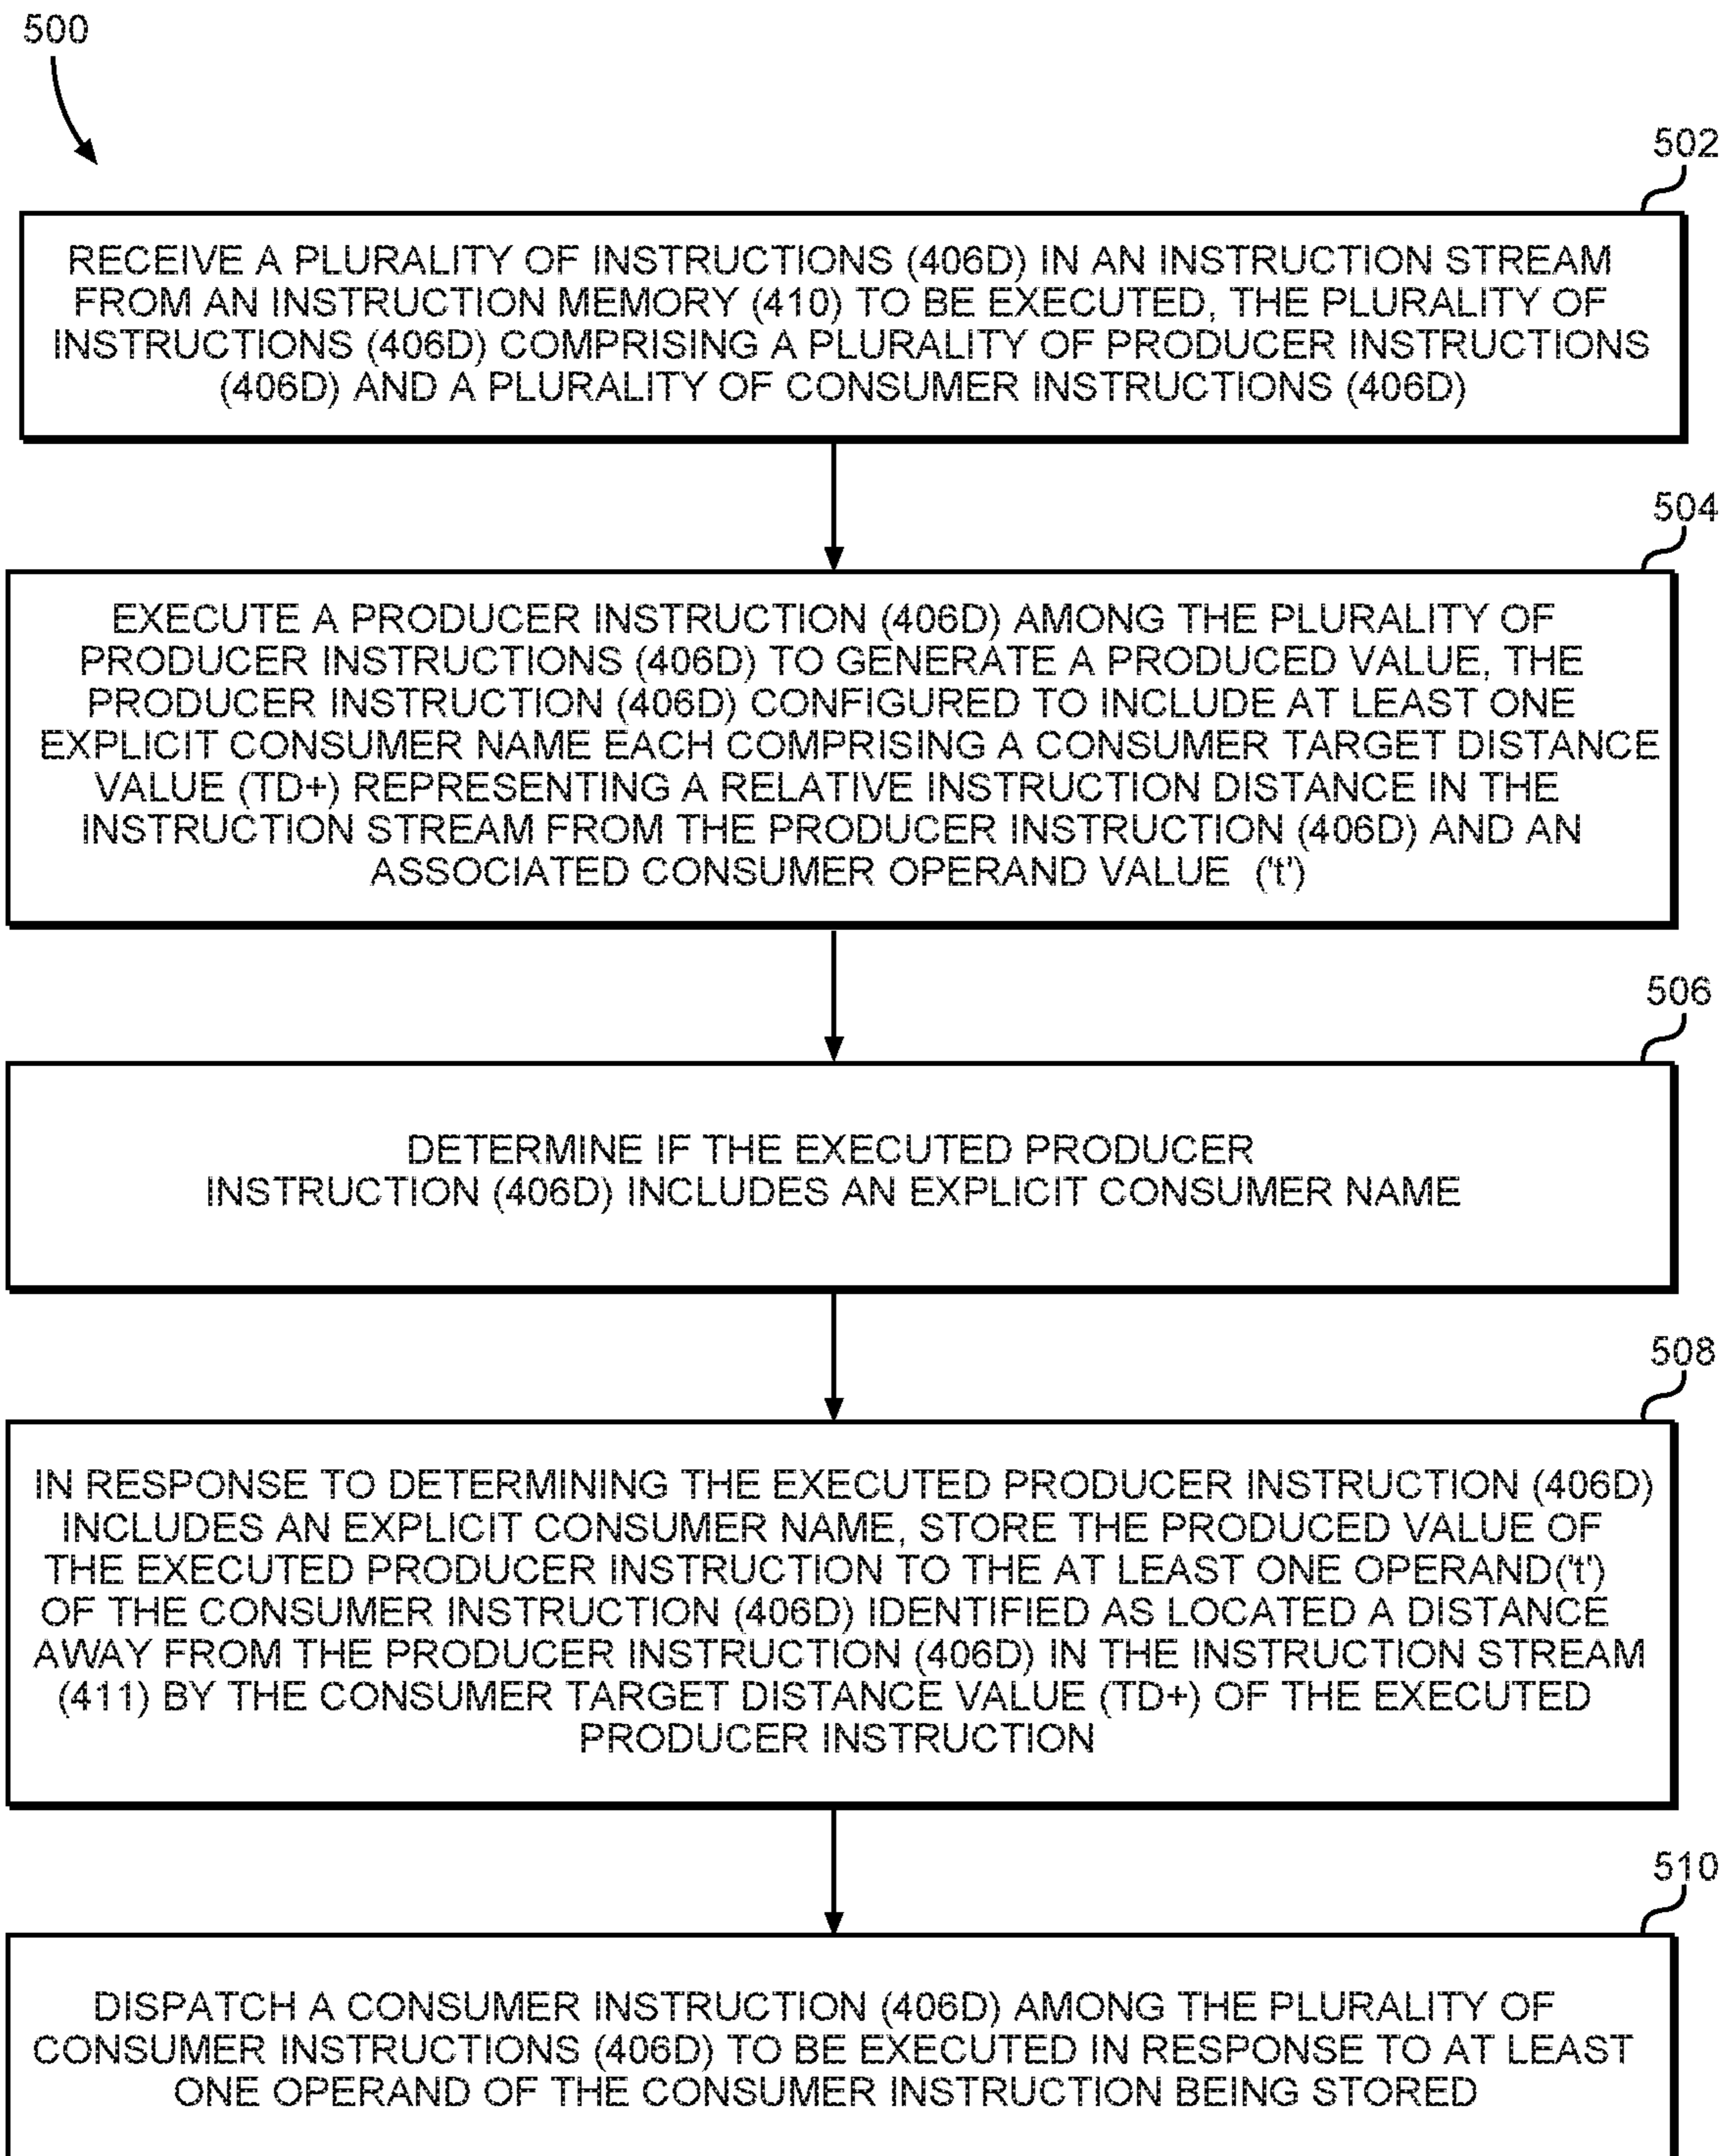 500
502
RECEIVE A PLURALITY OF INSTRUCTIONS (406D) IN AN INSTRUCTION STREAM
FROM AN INSTRUCTION MEMORY (410) TO BE EXECUTED, THE PLURALITY OF
INSTRUCTIONS (406D) COMPRISING A PLURALITY OF PRODUCER INSTRUCTIONS
(406D) AND A PLURALITY OF CONSUMER INSTRUCTIONS (406D)
504
EXECUTE A PRODUCER INSTRUCTION (406D) AMONG THE PLURALITY OF
PRODUCER INSTRUCTIONS (406D) TO GENERATE A PRODUCED VALUE, THE
PRODUCER INSTRUCTION (406D) CONFIGURED TO INCLUDE AT LEAST ONE
EXPLICIT CONSUMER NAME EACH COMPRISING A CONSUMER TARGET DISTANCE
VALUE (TD+) REPRESENTING A RELATIVE INSTRUCTION DISTANCE IN THE
INSTRUCTION STREAM FROM THE PRODUCER INSTRUCTION (406D) AND AN
ASSOCIATED CONSUMER OPERAND VALUE ('t')
506
DETERMINE IF THE EXECUTED PRODUCER
INSTRUCTION (406D) INCLUDES AN EXPLICIT CONSUMER NAME
508
IN RESPONSE TO DETERMINING THE EXECUTED PRODUCER INSTRUCTION (406D)
INCLUDES AN EXPLICIT CONSUMER NAME, STORE THE PRODUCED VALUE OF
THE EXECUTED PRODUCER INSTRUCTION TO THE AT LEAST ONE OPERAND('t')
OF THE CONSUMER INSTRUCTION (406D) IDENTIFIED AS LOCATED A DISTANCE
AWAY FROM THE PRODUCER INSTRUCTION (406D) IN THE INSTRUCTION STREAM
(411) BY THE CONSUMER TARGET DISTANCE VALUE (TD+) OF THE EXECUTED
PRODUCER INSTRUCTION
510
DISPATCH A CONSUMER INSTRUCTION (406D) AMONG THE PLURALITY OF
CONSUMER INSTRUCTIONS (406D) TO BE EXECUTED IN RESPONSE TO AT LEAST
ONE OPERAND OF THE CONSUMER INSTRUCTION BEING STORED